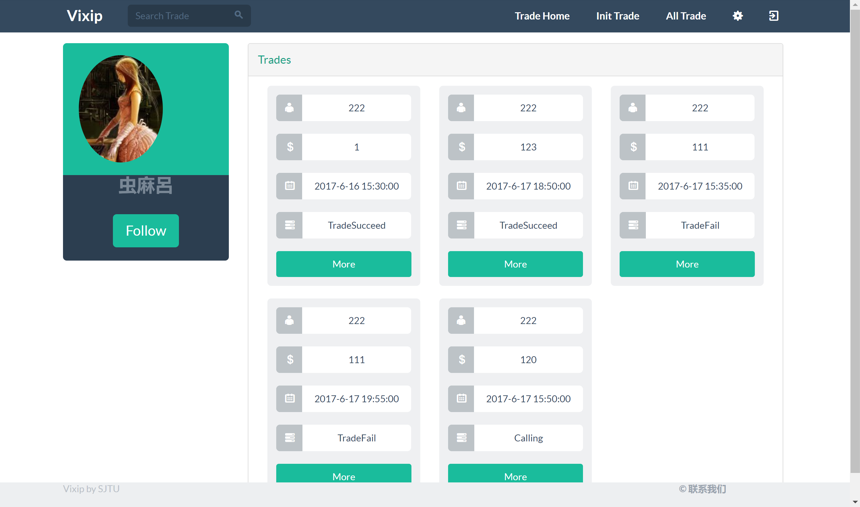 Vixip
Search Trade
Trade Home
Init Trade
All Trade
虫麻呂
Follow
Trades
222
1
2017-6-16 15:30:00
TradeSucceed
More
222
123
2017-6-17 18:50:00
TradeSucceed
More
222
111
2017-6-17 15:35:00
TradeFail
More
222
111
2017-6-17 19:55:00
TradeFail
More
222
120
2017-6-17 15:50:00
Calling
More
Vixip by SJTU
© 联系我们